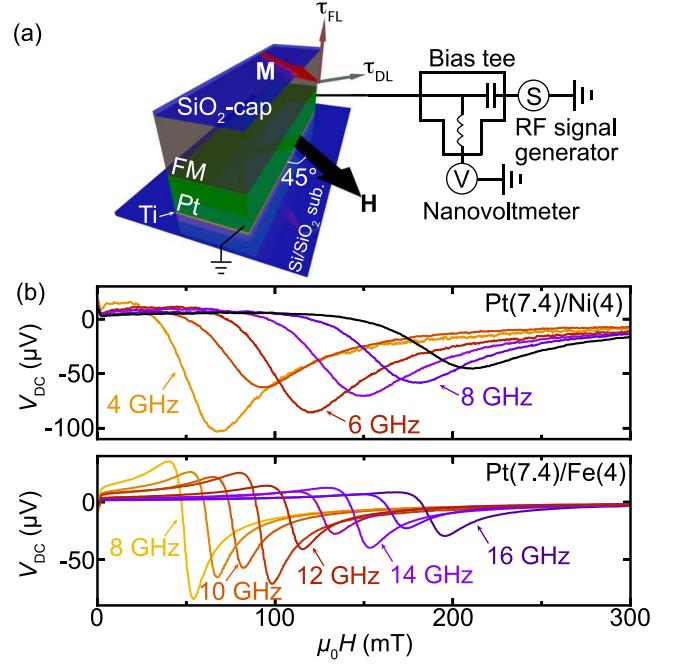 (a)
τFL
M
τDL
SiO2-cap
FM
Pt
Ti
45°
H
Si/SiO2 sub.
Bias tee
S
RF signal
generator
V
Nanovoltmeter
(b)
Pt(7.4)/Ni(4)
0
-50
-100
VDC (µV)
4 GHz
6 GHz
8 GHz
Pt(7.4)/Fe(4)
0
-50
VDC (µV)
8 GHz
10 GHz
12 GHz
14 GHz
16 GHz
0
100
200
300
µ0H (mT)